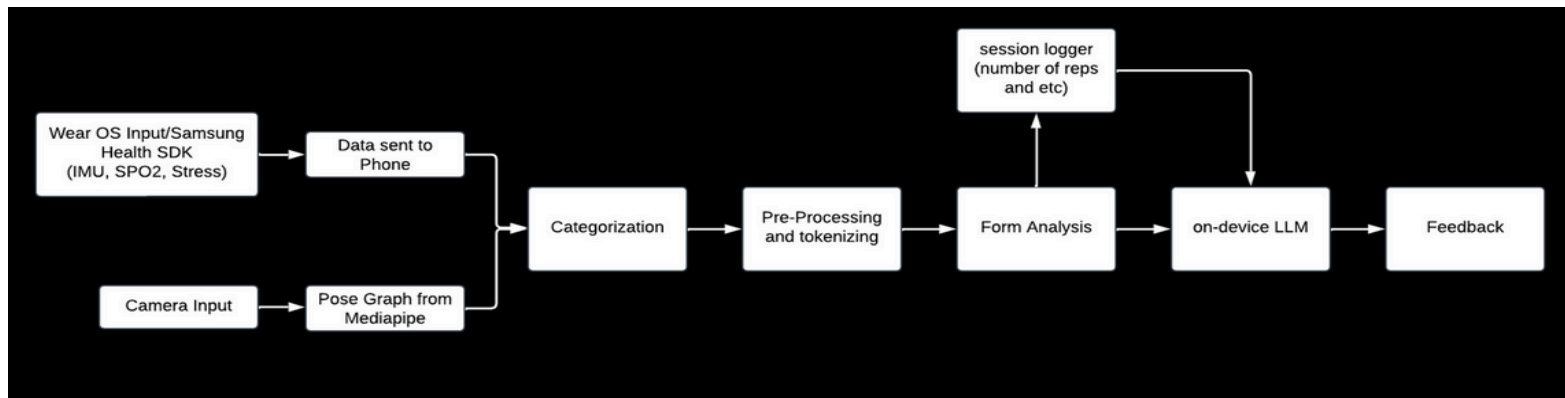 Wear OS Input/Samsung
Health SDK
(IMU, SPO2, Stress)
Data sent to
Phone
Camera Input
Pose Graph from
Mediapipe
Categorization
Pre-Processing
and tokenizing
Form Analysis
session logger
(number of reps
and etc)
on-device LLM
Feedback